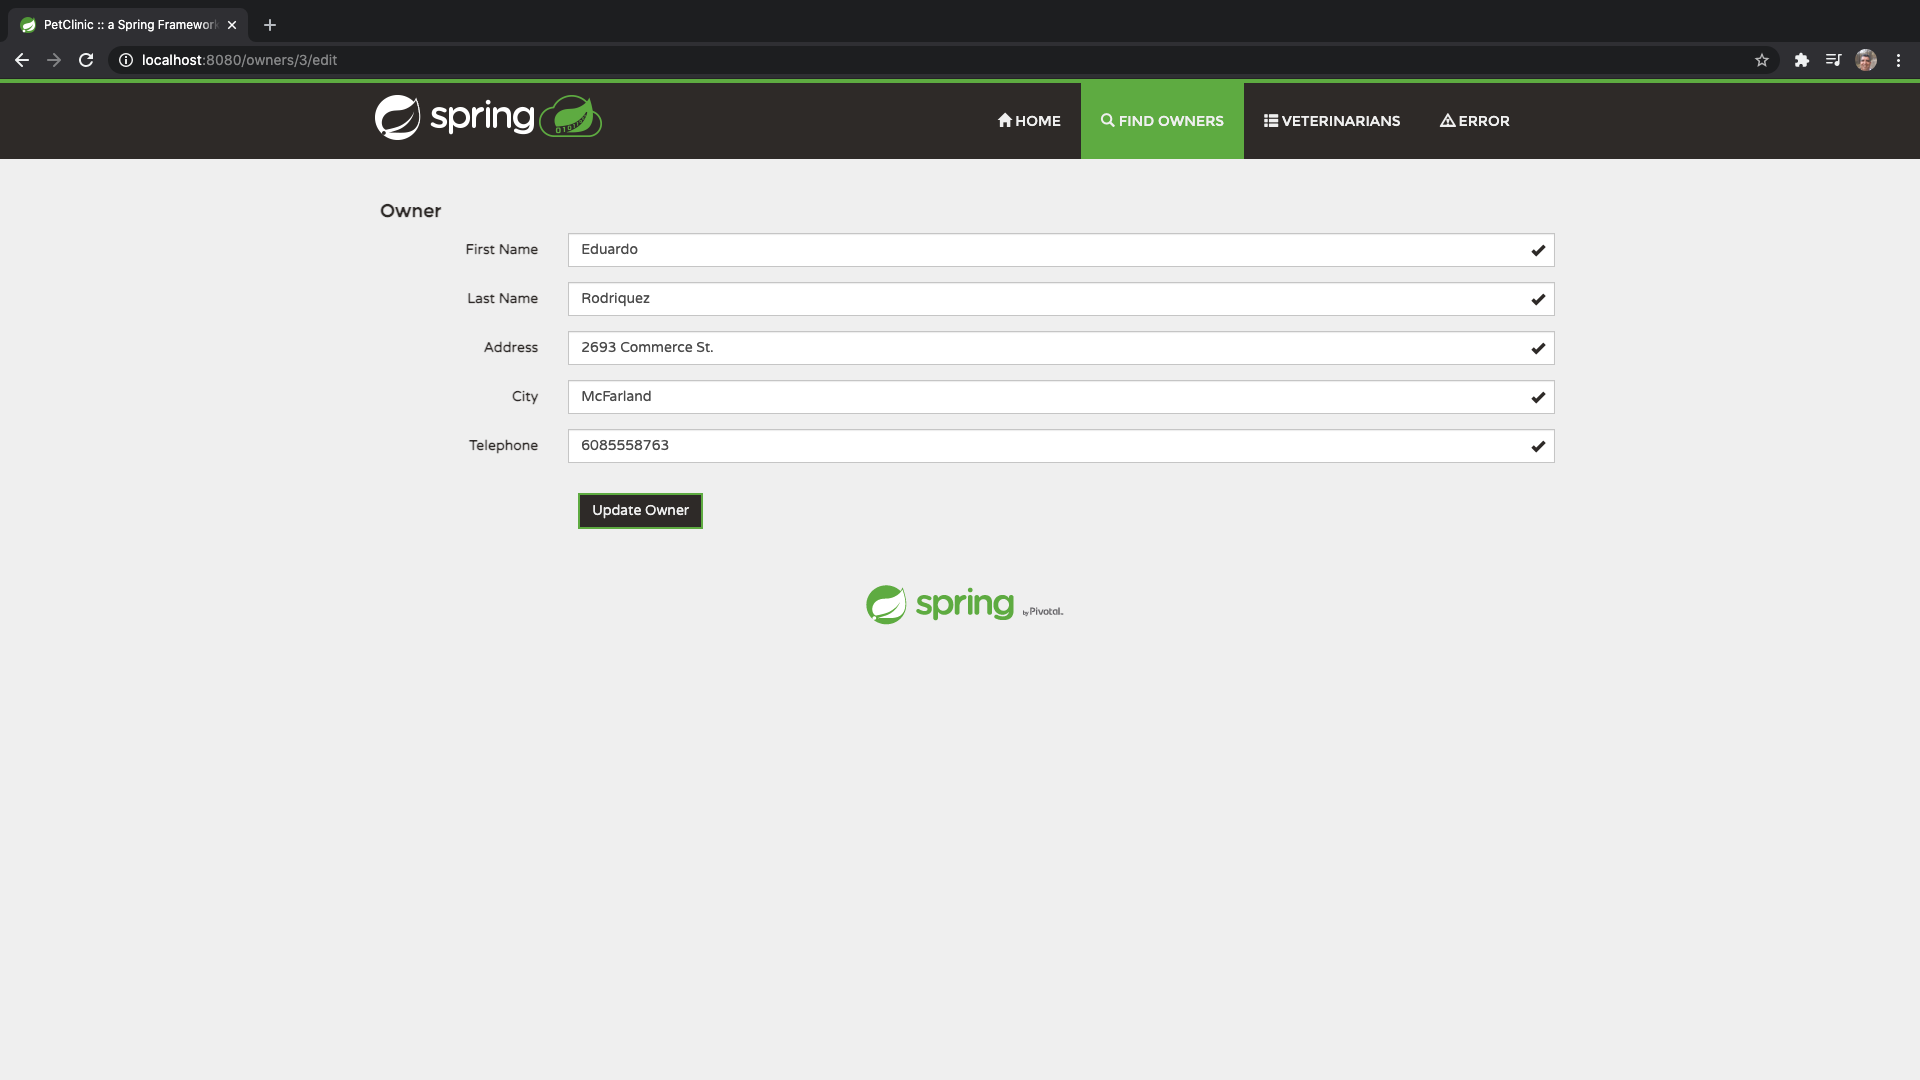 PetClinic :: a Spring Framework
localhost:8080/owners/3/edit
spring
HOME
FIND OWNERS
VETERINARIANS
ERROR
Owner
First Name
Eduardo
Last Name
Rodriquez
Address
2693 Commerce St.
City
McFarland
Telephone
6085558763
Update Owner
spring by Pivotal.